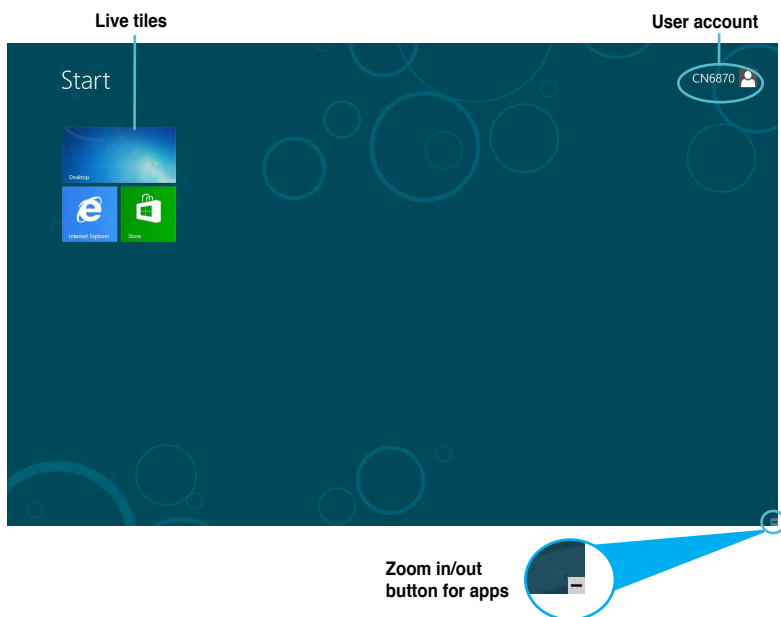 Live tiles
User account
Start
CN6870
Desktop
Internet Explorer
Store
Zoom in/out
button for apps